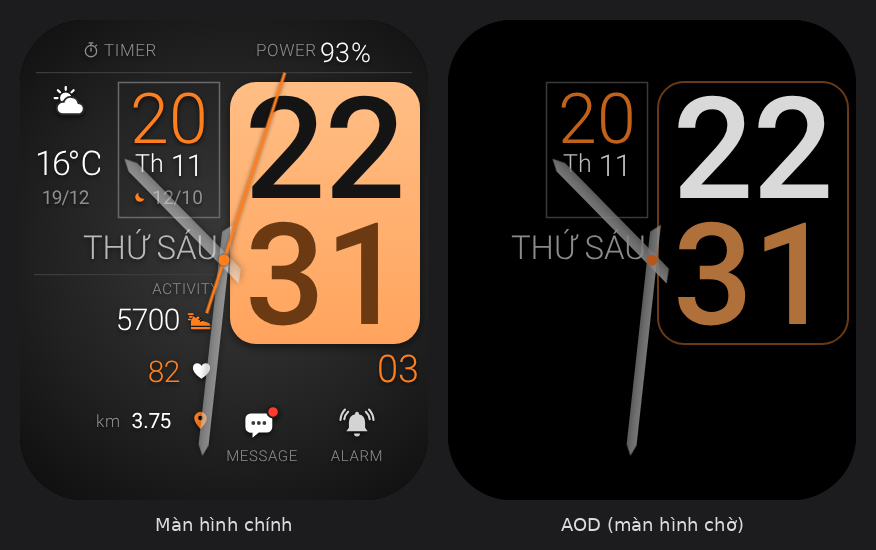 TIMER
POWER 93%
20
Th 11
12/10
16°C
19/12
22
31
THỨ SÁU
ACTIVITY
5700
82
03
km 3.75
MESSAGE
ALARM
Màn hình chính
20
Th 11
22
31
THỨ SÁU
AOD (màn hình chờ)